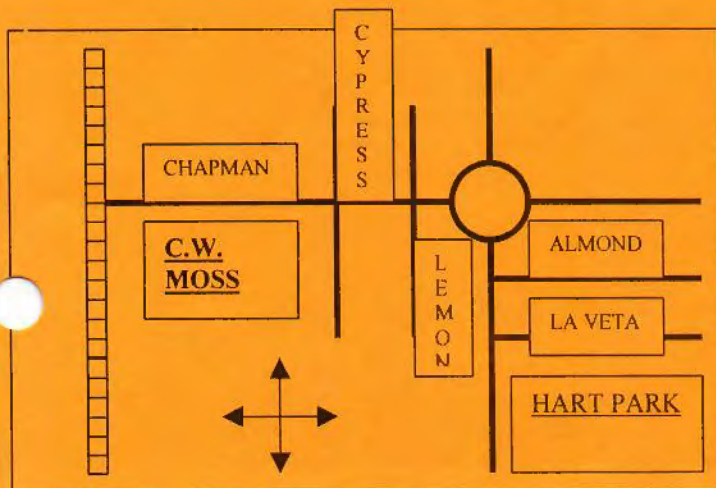 CYPRESS
CHAPMAN
C.W.
MOSS
LEMON
ALMOND
LA VETA
HART PARK